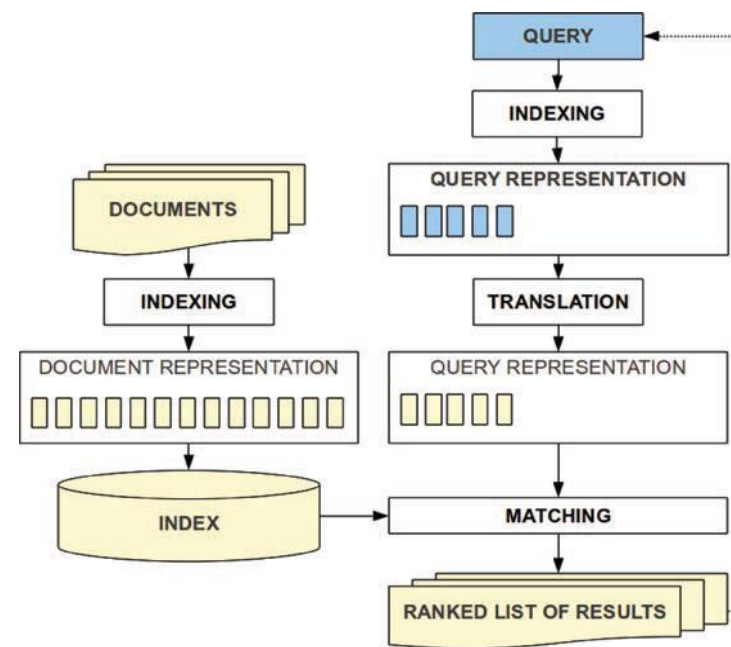 QUERY
INDEXING
QUERY REPRESENTATION
DOCUMENTS
INDEXING
TRANSLATION
DOCUMENT REPRESENTATION
QUERY REPRESENTATION
INDEX
MATCHING
RANKED LIST OF RESULTS